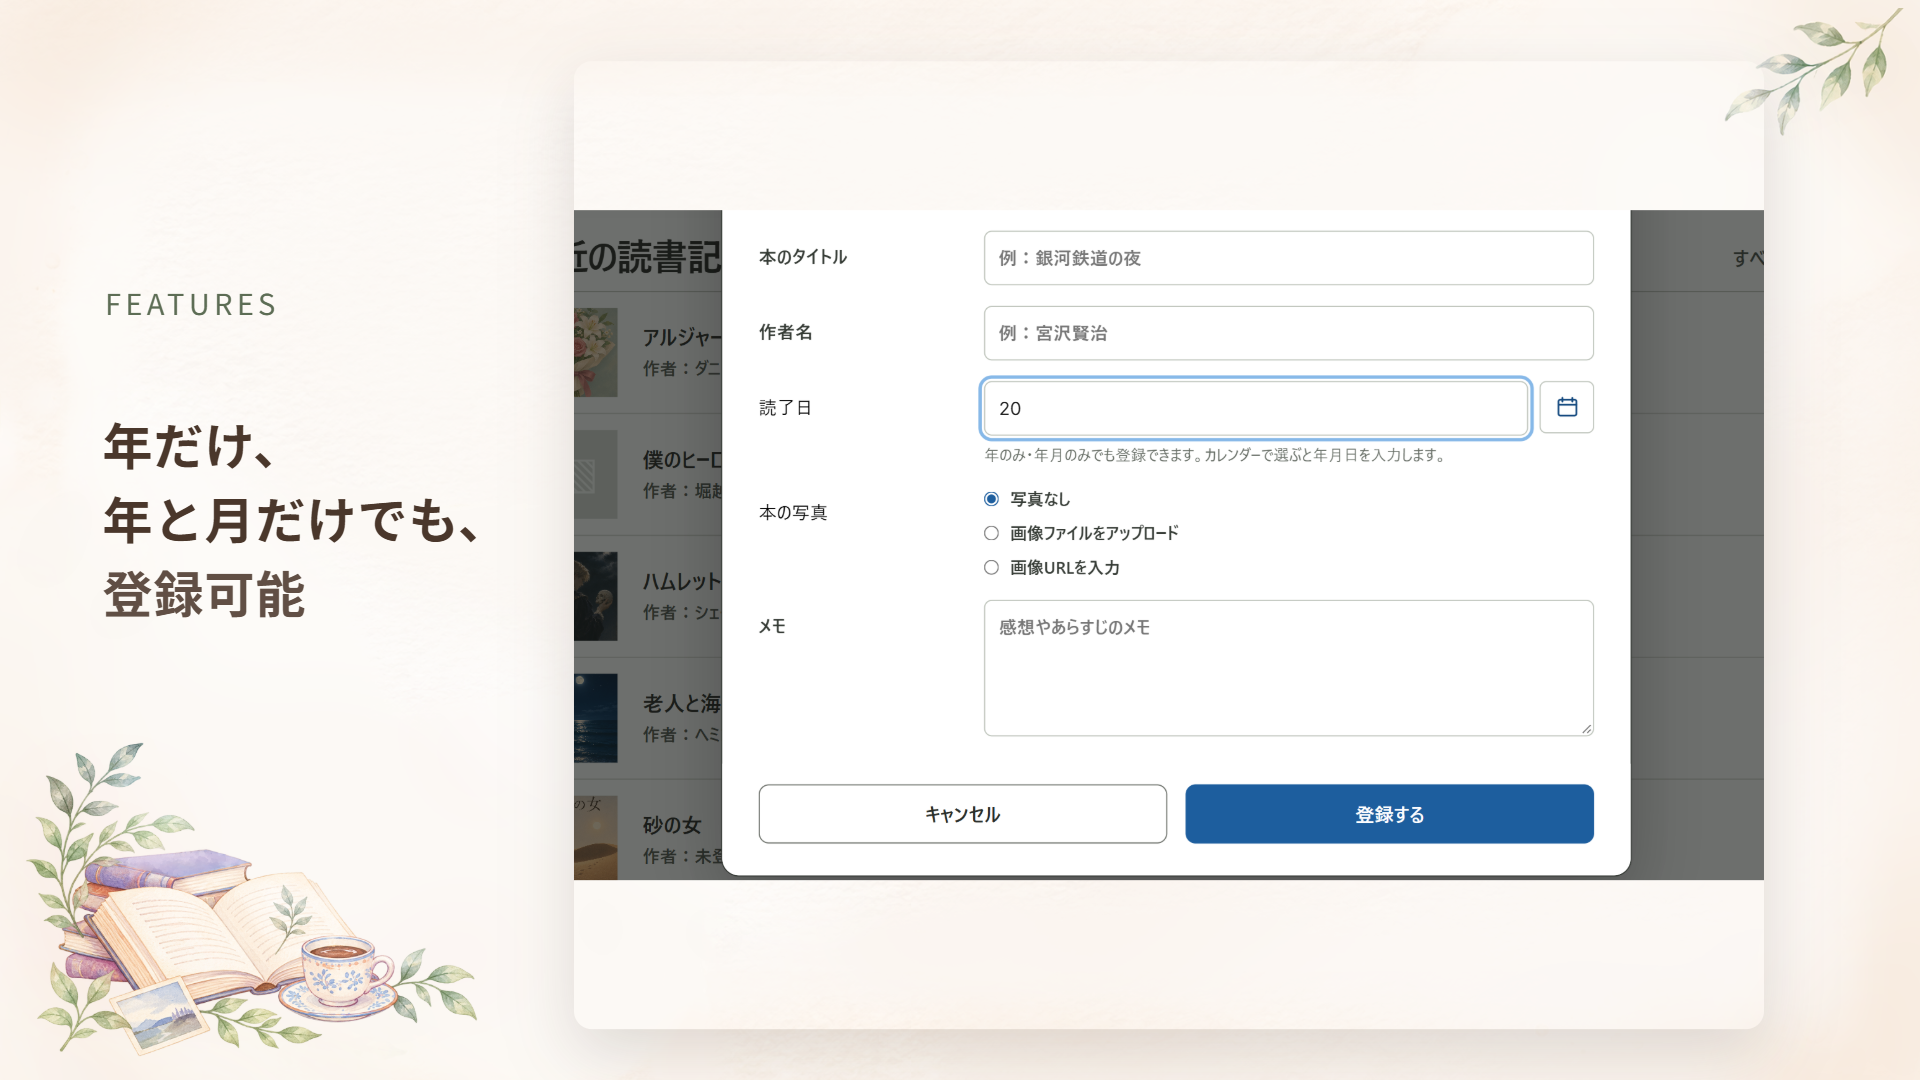 FEATURES
年だけ、
年と月だけでも、
登録可能
近の読書記
すべ
アルジャー
作者：ダニ
僕のヒーロ
作者：堀越
ハムレット
作者：シェ
老人と海
作者：ヘミ
の女
砂の女
作者：未登
本のタイトル
例：銀河鉄道の夜
作者名
例：宮沢賢治
読了日
20
年のみ・年月のみでも登録できます。カレンダーで選ぶと年月日を入力します。
本の写真
写真なし
画像ファイルをアップロード
画像URLを入力
メモ
感想やあらすじのメモ
キャンセル
登録する